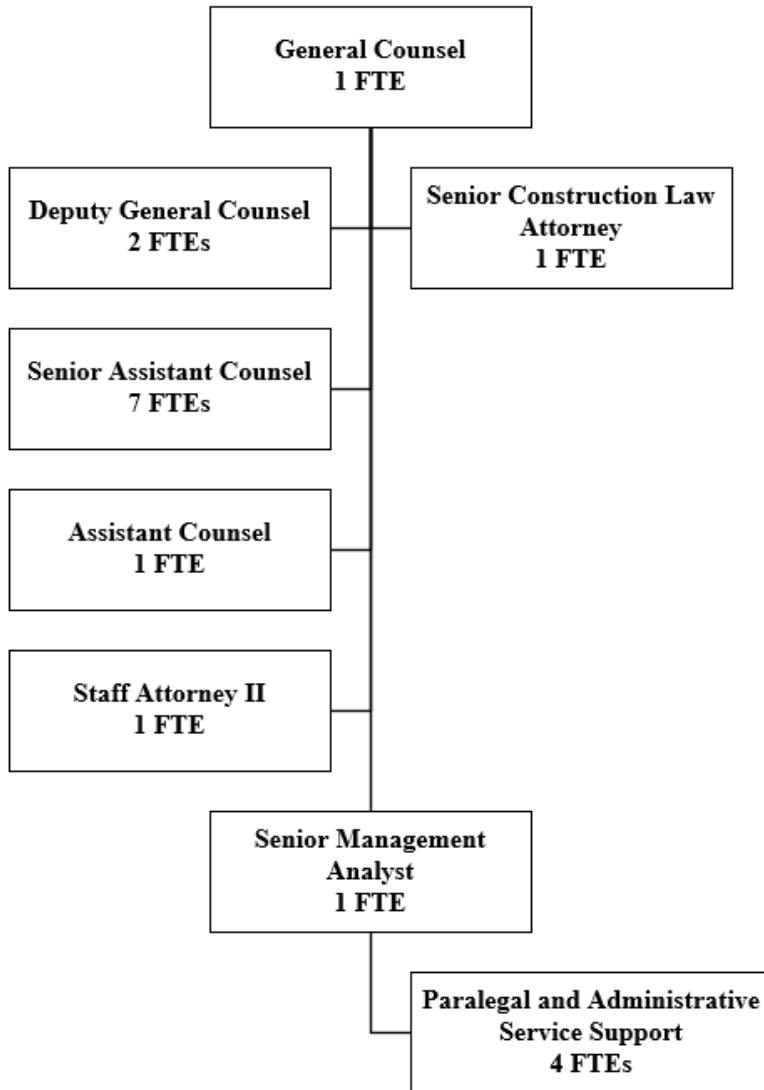 General Counsel
1 FTE
Deputy General Counsel
2 FTEs
Senior Construction Law
Attorney
1 FTE
Senior Assistant Counsel
7 FTEs
Assistant Counsel
1 FTE
Staff Attorney II
1 FTE
Senior Management
Analyst
1 FTE
Paralegal and Administrative
Service Support
4 FTEs